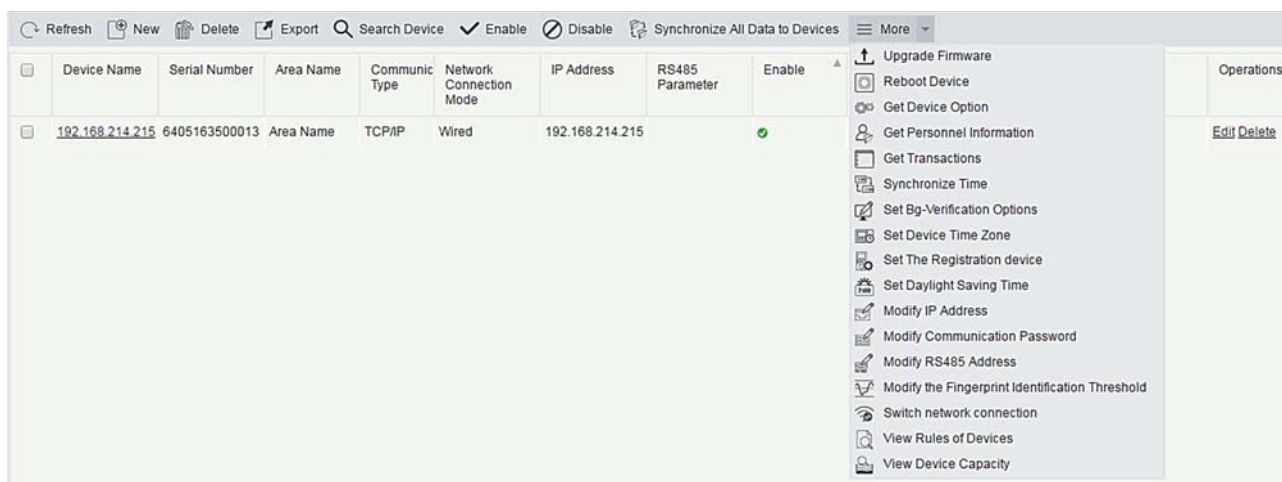 Refresh New Delete Export Search Device Enable Disable Synchronize All Data to Devices More
Device Name Serial Number Area Name Communic Type Network Connection Mode IP Address RS485 Parameter Enable Operations
192.168.214.215 6405163500013 Area Name TCP/IP Wired 192.168.214.215 Edit Delete
Upgrade Firmware
Reboot Device
Get Device Option
Get Personnel Information
Get Transactions
Synchronize Time
Set Bg-Verification Options
Set Device Time Zone
Set The Registration device
Set Daylight Saving Time
Modify IP Address
Modify Communication Password
Modify RS485 Address
Modify the Fingerprint Identification Threshold
Switch network connection
View Rules of Devices
View Device Capacity